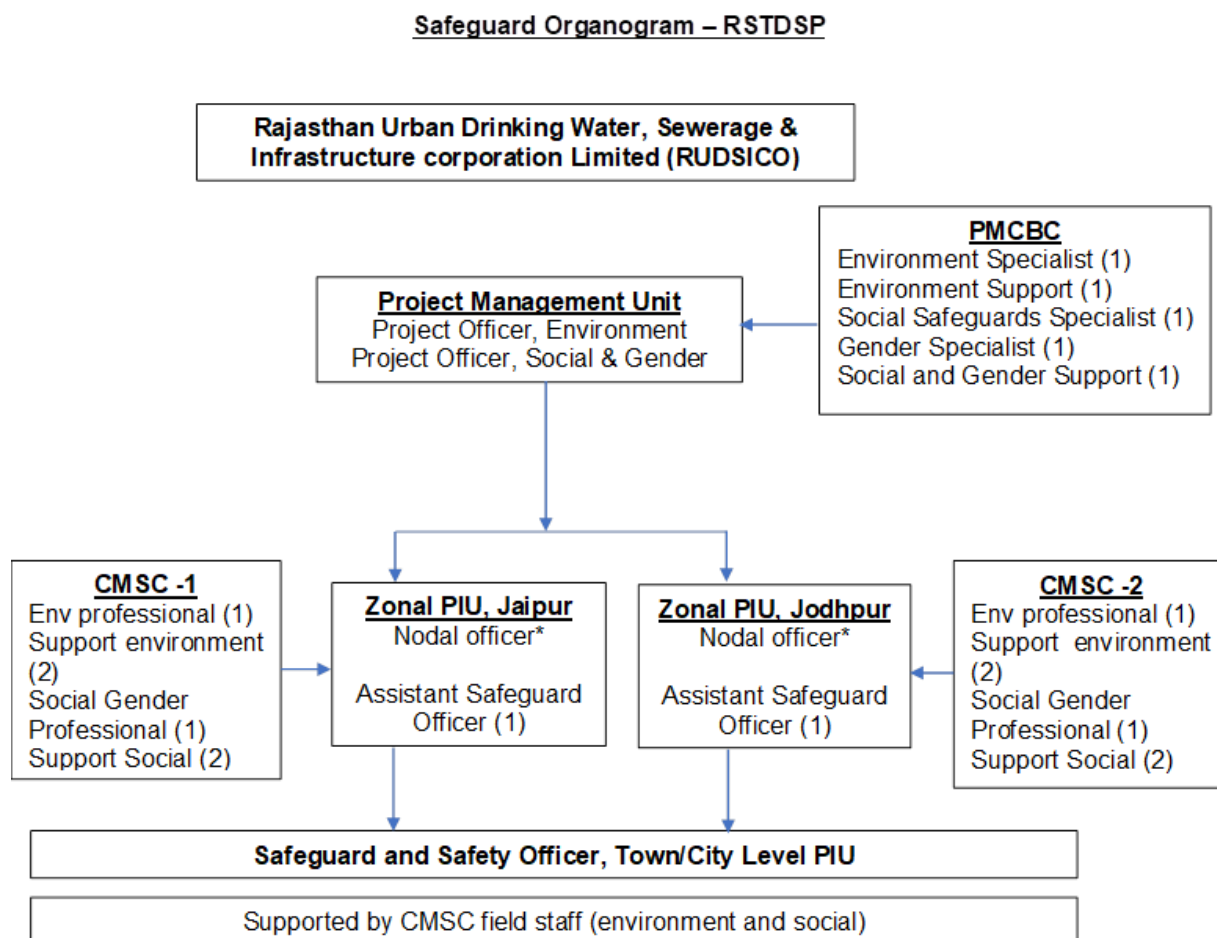 Safeguard Organogram – RSTDSP
Rajasthan Urban Drinking Water, Sewerage &
Infrastructure corporation Limited (RUDSICO)
PMCBC
Environment Specialist (1)
Environment Support (1)
Social Safeguards Specialist (1)
Gender Specialist (1)
Social and Gender Support (1)
Project Management Unit
Project Officer, Environment
Project Officer, Social & Gender
CMSC -1
Env professional (1)
Support environment
(2)
Social Gender
Professional (1)
Support Social (2)
Zonal PIU, Jaipur
Nodal officer*
Assistant Safeguard
Officer (1)
Zonal PIU, Jodhpur
Nodal officer*
Assistant Safeguard
Officer (1)
CMSC -2
Env professional (1)
Support environment
(2)
Social Gender
Professional (1)
Support Social (2)
Safeguard and Safety Officer, Town/City Level PIU
Supported by CMSC field staff (environment and social)